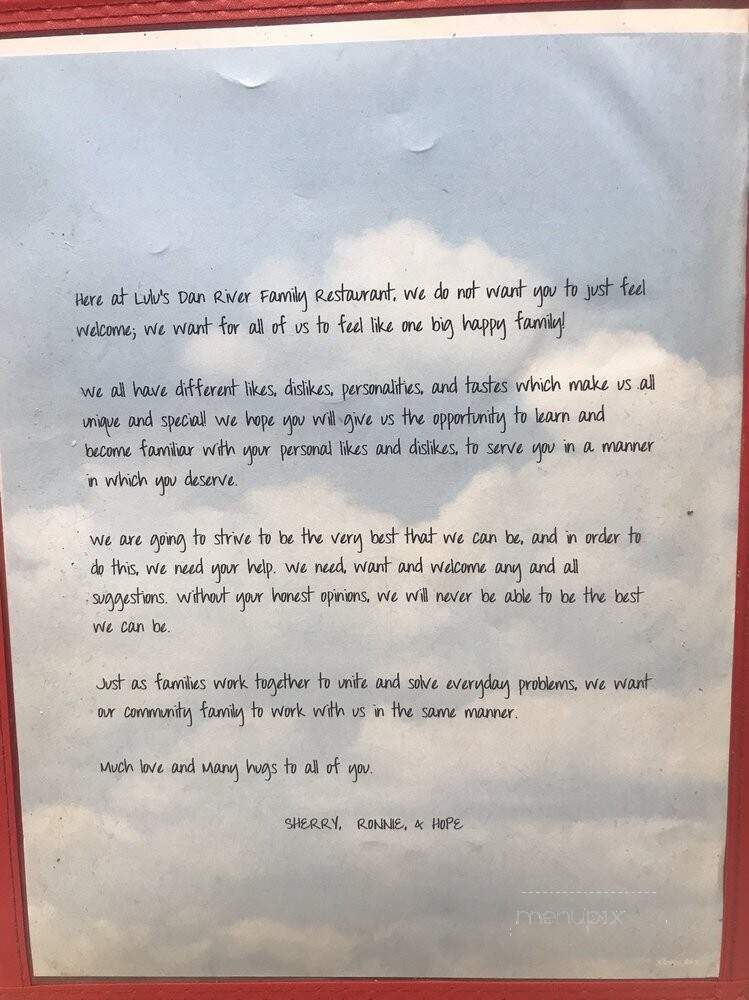 Here at Lulu's Dan River Family Restaurant, we do not want you to just feel
welcome; we want for all of us to feel like one big happy family!
we all have different likes, dislikes, personalities, and tastes which make us all
unique and special! we hope you will give us the opportunity to learn and
become familiar with your personal likes and dislikes, to serve you in a manner
in which you deserve.
we are going to strive to be the very best that we can be, and in order to
do this, we need your help. we need, want and welcome any and all
suggestions. without your honest opinions, we will never be able to be the best
we can be.
Just as families work together to unite and solve everyday problems, we want
our community family to work with us in the same manner.
Much love and Many hugs to all of you.
SHERRY, RONNIE, & HOPE
menupix